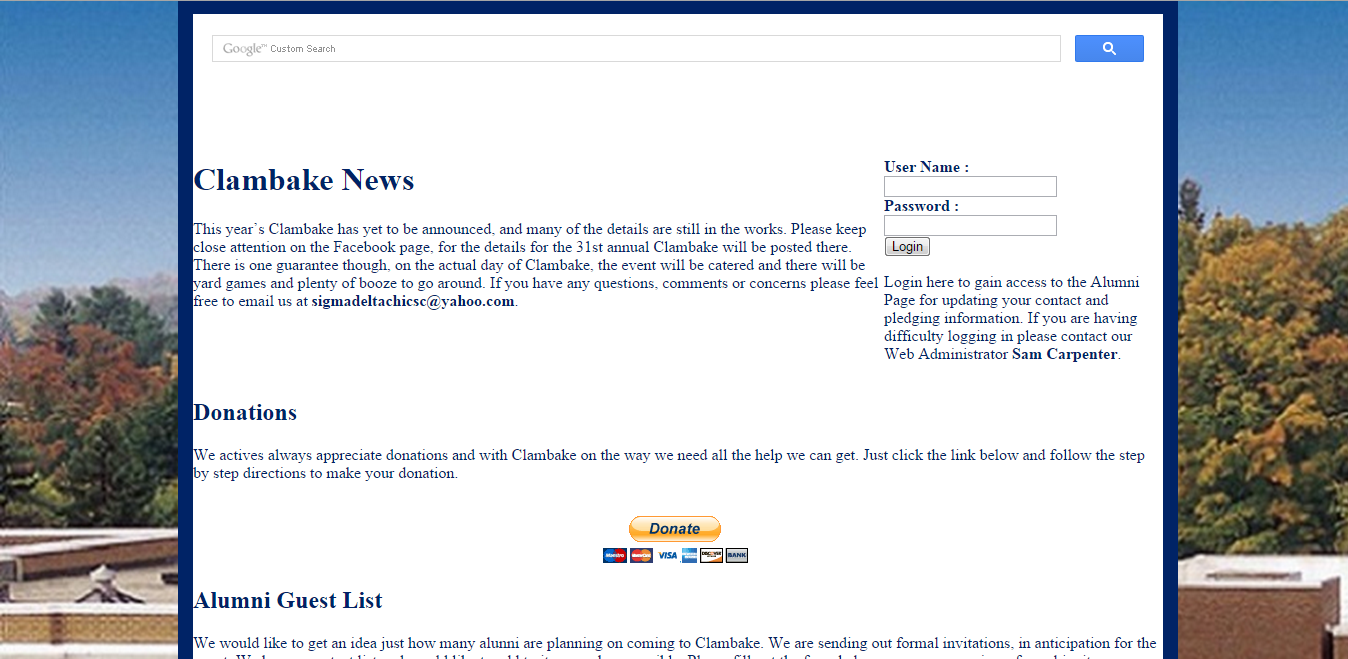 Google™ Custom Search
Clambake News
This year's Clambake has yet to be announced, and many of the details are still in the works. Please keep
close attention on the Facebook page, for the details for the 31st annual Clambake will be posted there.
There is one guarantee though, on the actual day of Clambake, the event will be catered and there will be
yard games and plenty of booze to go around. If you have any questions, comments or concerns please feel
free to email us at sigmadeltachicsc@yahoo.com.
User Name :
Password :
Login
Login here to gain access to the Alumni
Page for updating your contact and
pledging information. If you are having
difficulty logging in please contact our
Web Administrator Sam Carpenter.
Donations
We actives always appreciate donations and with Clambake on the way we need all the help we can get. Just click the link below and follow the step
by step directions to make your donation.
Donate
Maestro MasterCard VISA DISCOVER BANK
Alumni Guest List
We would like to get an idea just how many alumni are planning on coming to Clambake. We are sending out formal invitations, in anticipation for the